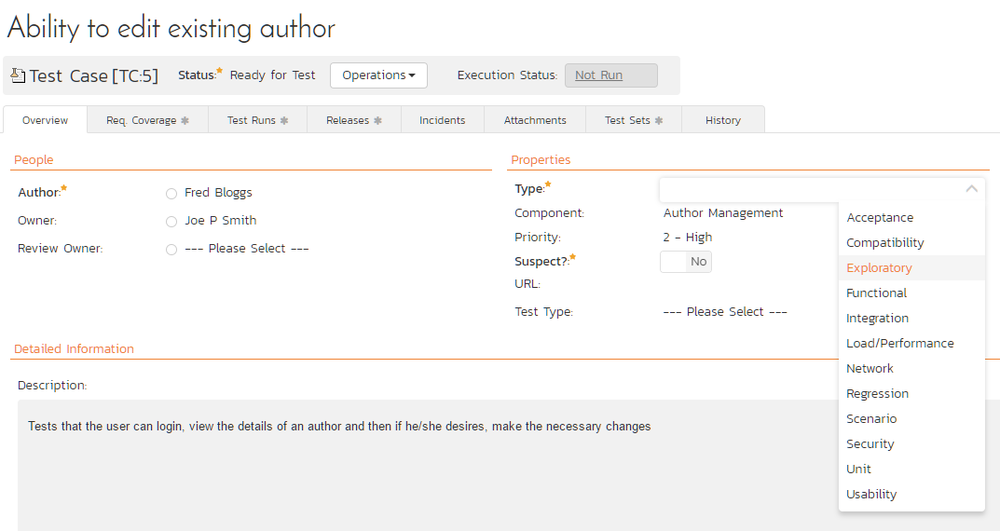 Ability to edit existing author
Test Case [TC:5] Status:* Ready for Test Operations Execution Status: Not Run
Overview Req. Coverage * Test Runs * Releases * Incidents Attachments Test Sets * History
People
Author:* Fred Bloggs
Owner: Joe P Smith
Review Owner: --- Please Select ---
Properties
Type:*
Component: Author Management
Priority: 2 - High
Suspect?:* No
URL:
Test Type: --- Please Select ---
Acceptance
Compatibility
Exploratory
Functional
Integration
Load/Performance
Network
Regression
Scenario
Security
Unit
Usability
Detailed Information
Description:
Tests that the user can login, view the details of an author and then if he/she desires, make the necessary changes